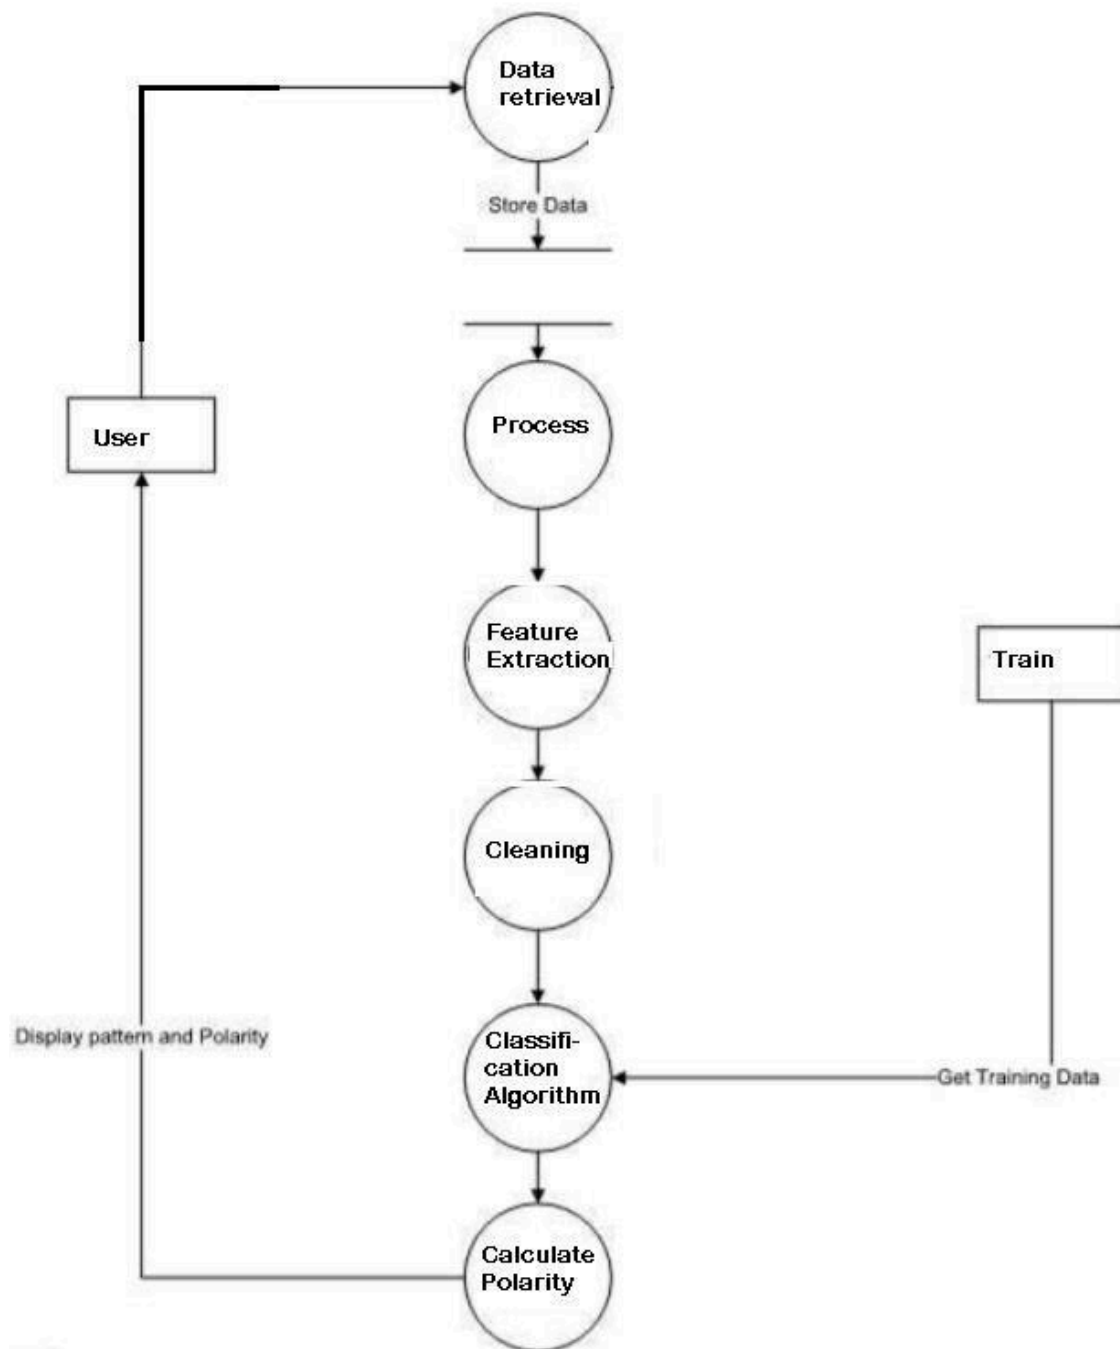 Data
retrieval
Store Data
Process
User
Feature
Extraction
Train
Cleaning
Display pattern and Polarity
Classifi-
cation
Algorithm
Get Training Data
Calculate
Polarity